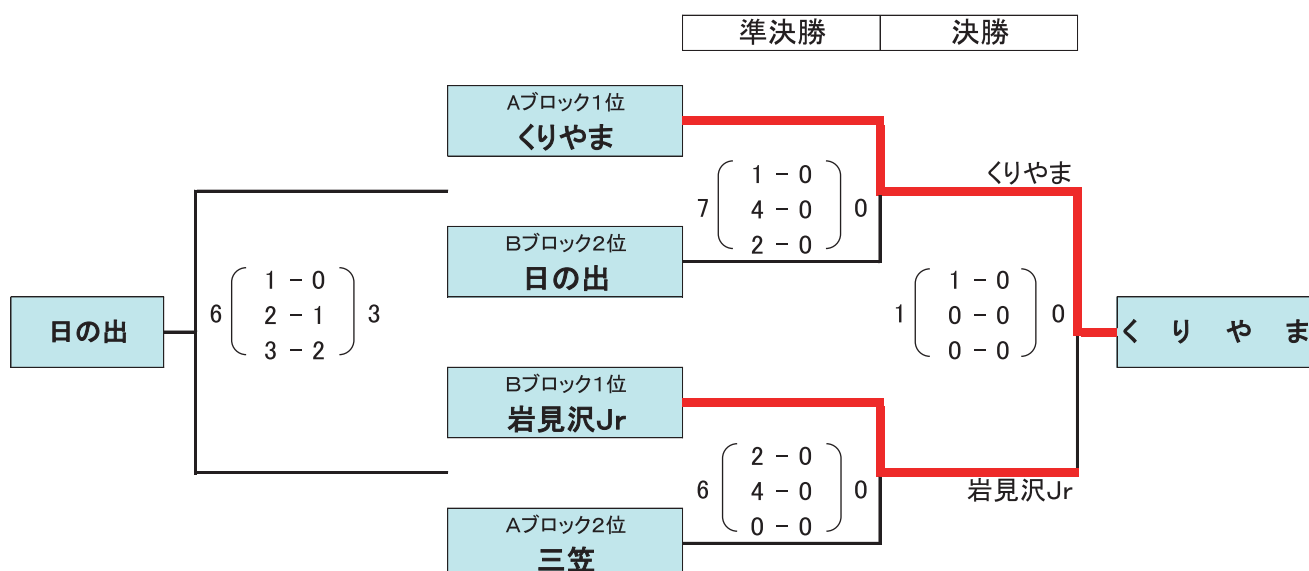 準決勝 決勝
Aブロック1位
くりやま
くりやま
1 - 0
7 4 - 0 0
2 - 0
Bブロック2位
日の出
1 - 0
6 2 - 1 3
3 - 2
日の出
1 - 0
1 0 - 0 0
0 - 0
くりやま
Bブロック1位
岩見沢Jr
2 - 0
6 4 - 0 0
0 - 0
岩見沢Jr
Aブロック2位
三笠